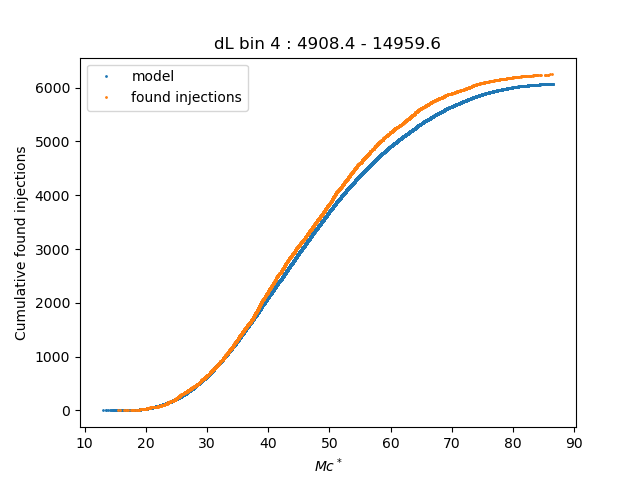 dL bin 4 : 4908.4 - 14959.6
model
found injections
Cumulative found injections
6000
5000
4000
3000
2000
1000
0
10 20 30 40 50 60 70 80 90
Mc*